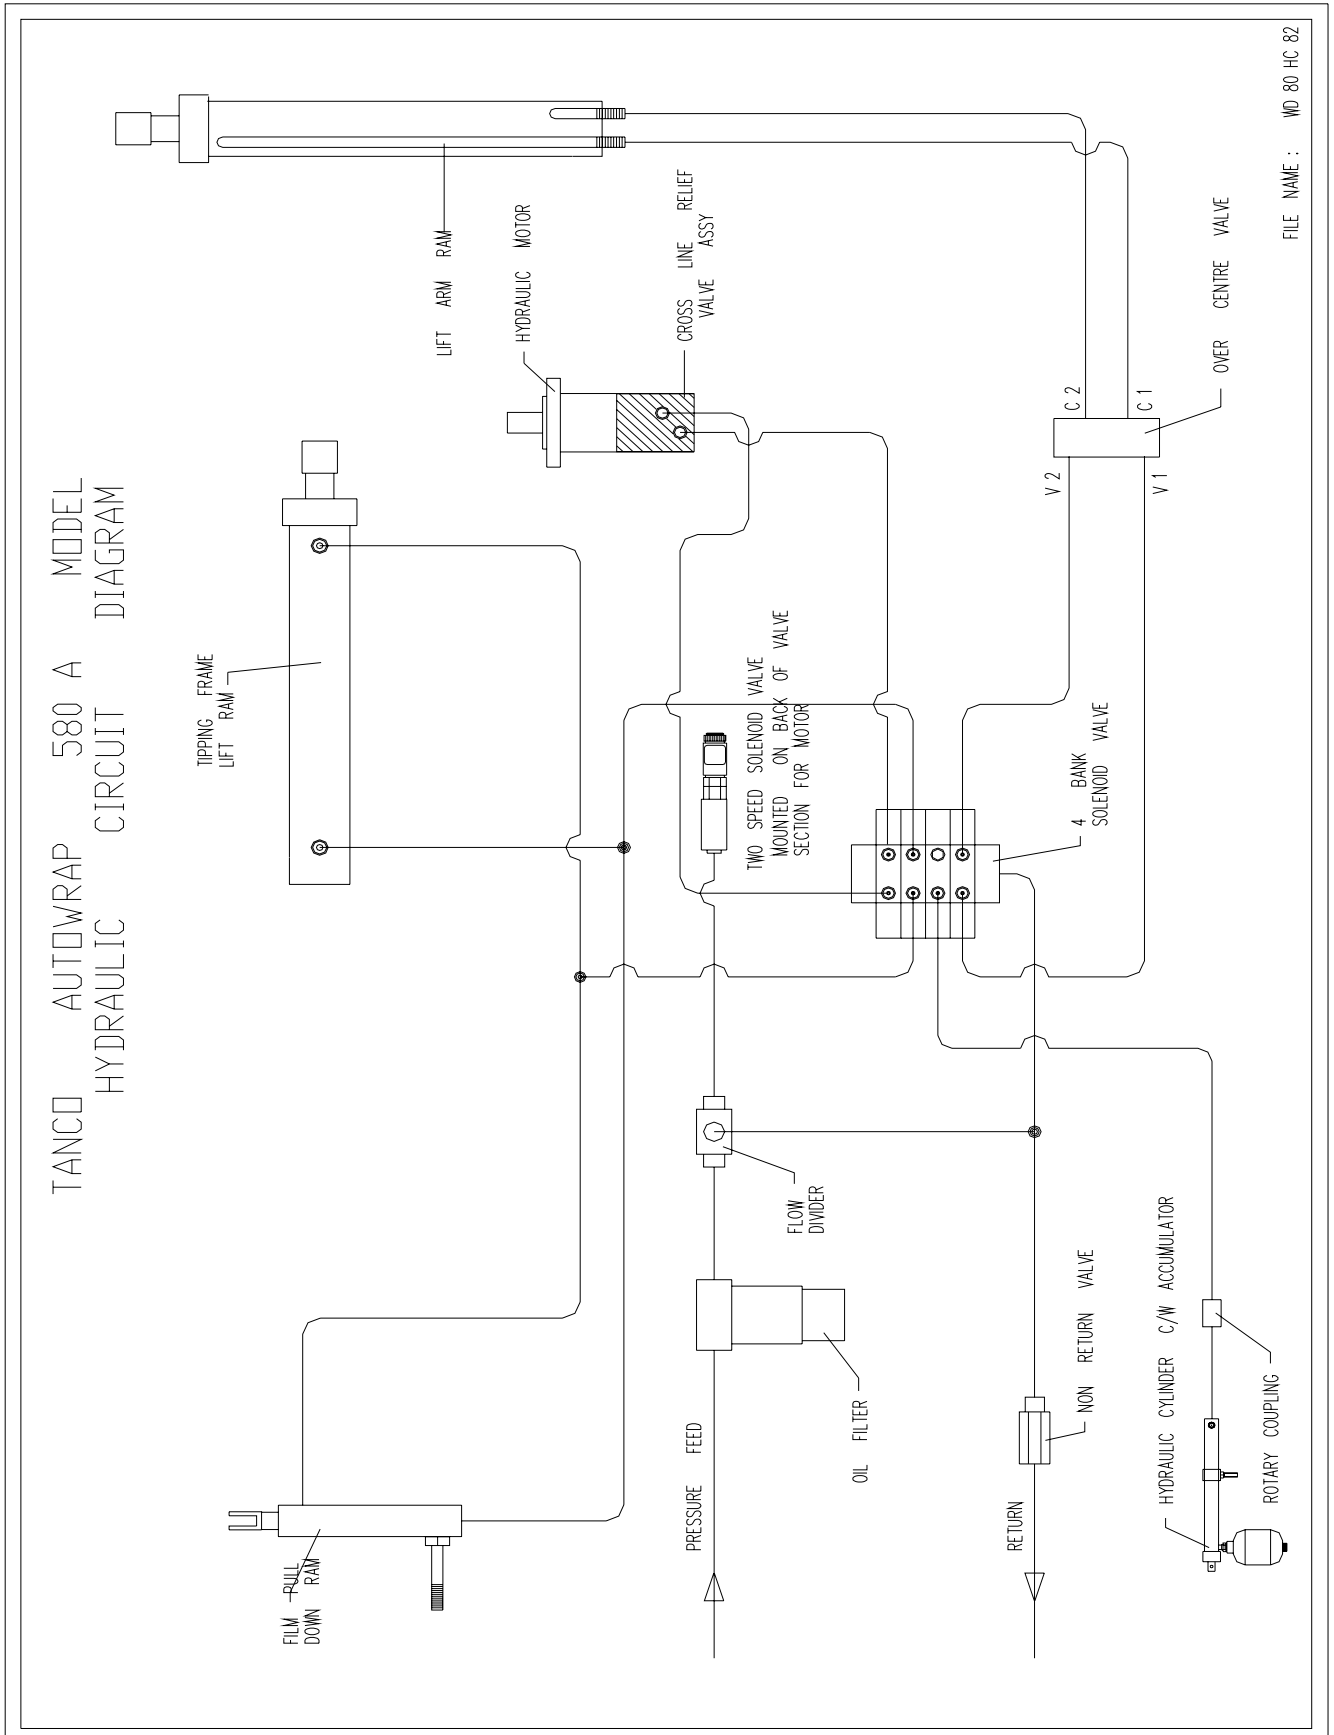 TANCO AUTOWRAP 580 A MODEL
HYDRAULIC CIRCUIT DIAGRAM
TIPPING FRAME
LIFT RAM
FILM PULL
DOWN RAM
LIFT ARM RAM
HYDRAULIC MOTOR
CROSS LINE RELIEF
VALVE ASSY
TWO SPEED SOLENOID VALVE
MOUNTED ON BACK OF VALVE
SECTION FOR MOTOR
PRESSURE FEED
FLOW
DIVIDER
OIL FILTER
RETURN
NON RETURN VALVE
4 BANK
SOLENOID VALVE
V 2
C 2
V 1
C 1
OVER CENTRE VALVE
HYDRAULIC CYLINDER C/W ACCUMULATOR
ROTARY COUPLING
FILE NAME : WD 80 HC 82